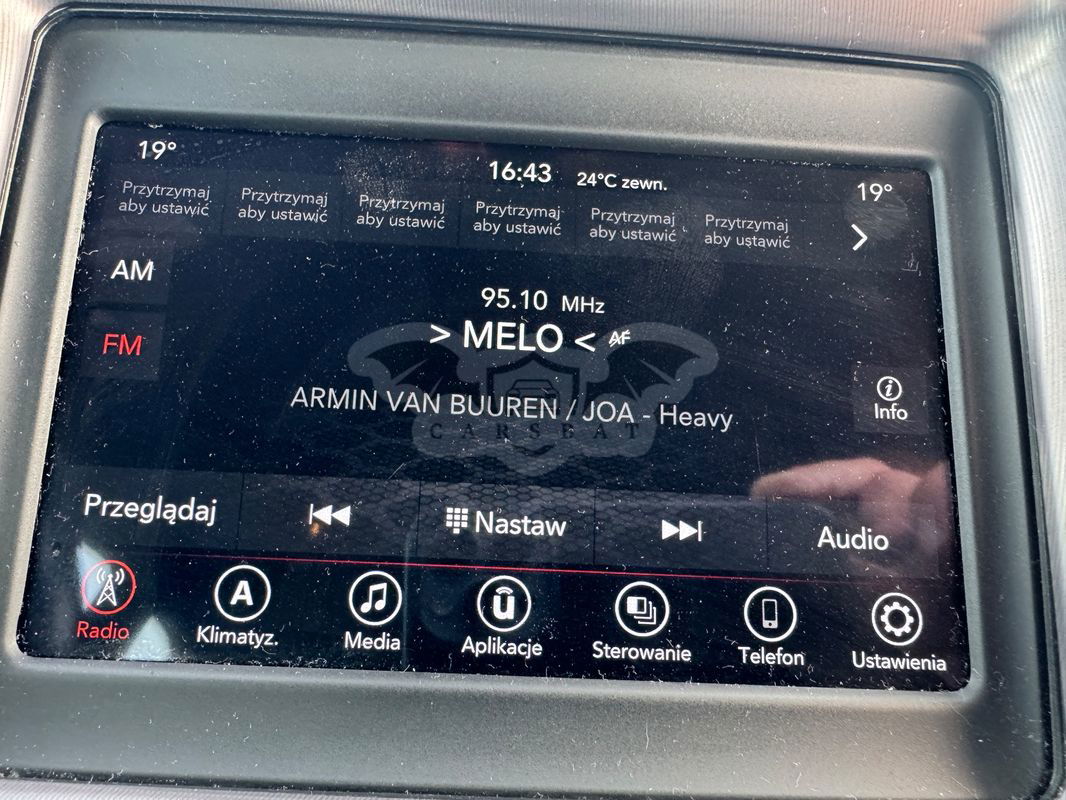 19°
16:43
24°C zewn.
19°
Przytrzymaj
aby ustawić
Przytrzymaj
aby ustawić
Przytrzymaj
aby ustawić
Przytrzymaj
aby ustawić
Przytrzymaj
aby ustawić
Przytrzymaj
aby ustawić
>
AM
FM
95.10 MHz
> MELO < AF
ARMIN VAN BUUREN / JOA - Heavy
CARSBAT
i
Info
Przeglądaj
Nastaw
Audio
Radio
A
Klimatyz.
Media
u
Aplikacje
Sterowanie
Telefon
Ustawienia